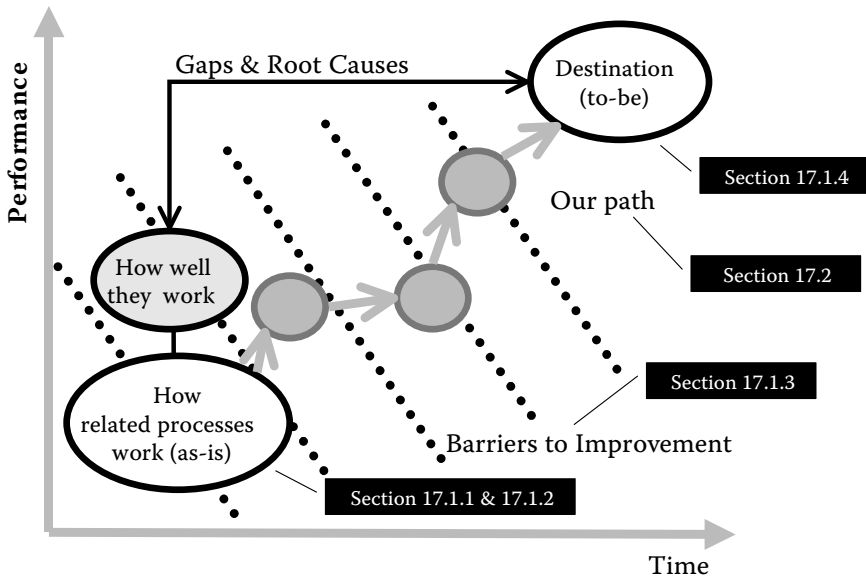 Performance
Gaps & Root Causes
Destination
(to-be)
Section 17.1.4
Our path
Section 17.2
How well
they work
Section 17.1.3
How
related processes
work (as-is)
Barriers to Improvement
Section 17.1.1 & 17.1.2
Time